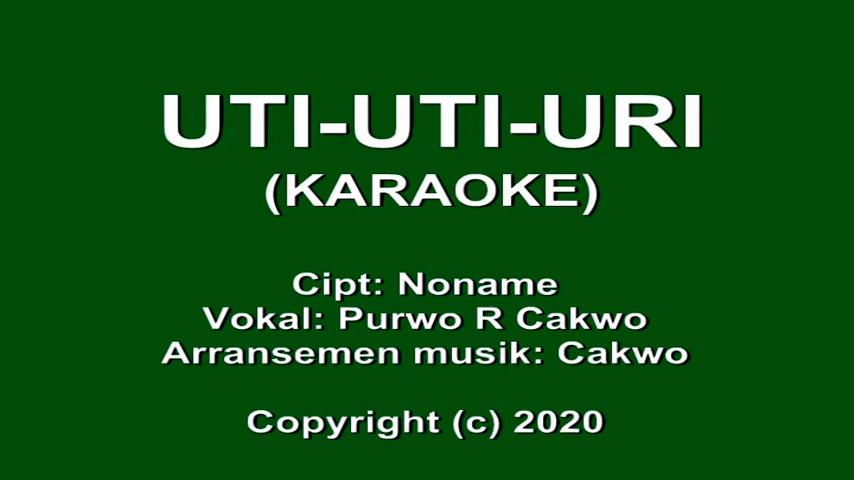 UTI-UTI-URI
(KARAOKE)
Cipt: Noname
Vokal: Purwo R Cakwo
Arransemen musik: Cakwo
Copyright (c) 2020